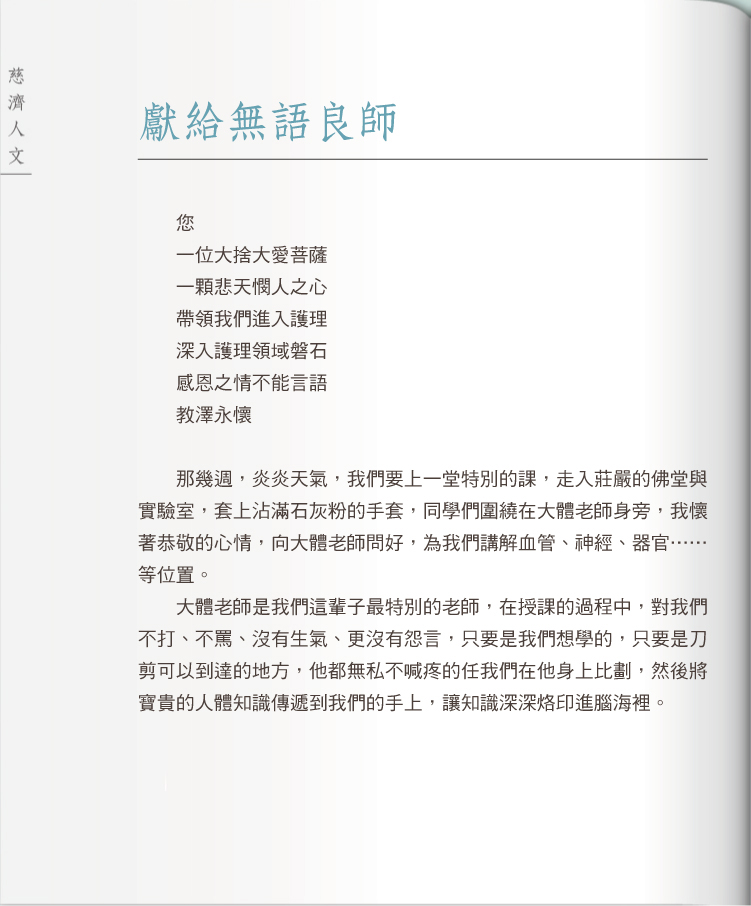 慈濟人文
獻給無語良師
您
一位大捨大愛菩薩
一顆悲天憫人之心
帶領我們進入護理
深入護理領域磐石
感恩之情不能言語
教澤永懷
那幾週，炎炎天氣，我們要上一堂特別的課，走入莊嚴的佛堂與
實驗室，套上沾滿石灰粉的手套，同學們圍繞在大體老師身旁，我懷
著恭敬的心情，向大體老師問好，為我們講解血管、神經、器官……
等位置。
大體老師是我們這輩子最特別的老師，在授課的過程中，對我們
不打、不罵、沒有生氣、更沒有怨言，只要是我們想學的，只要是刀
剪可以到達的地方，他都無私不喊疼的任我們在他身上比劃，然後將
寶貴的人體知識傳遞到我們的手上，讓知識深深烙印進腦海裡。